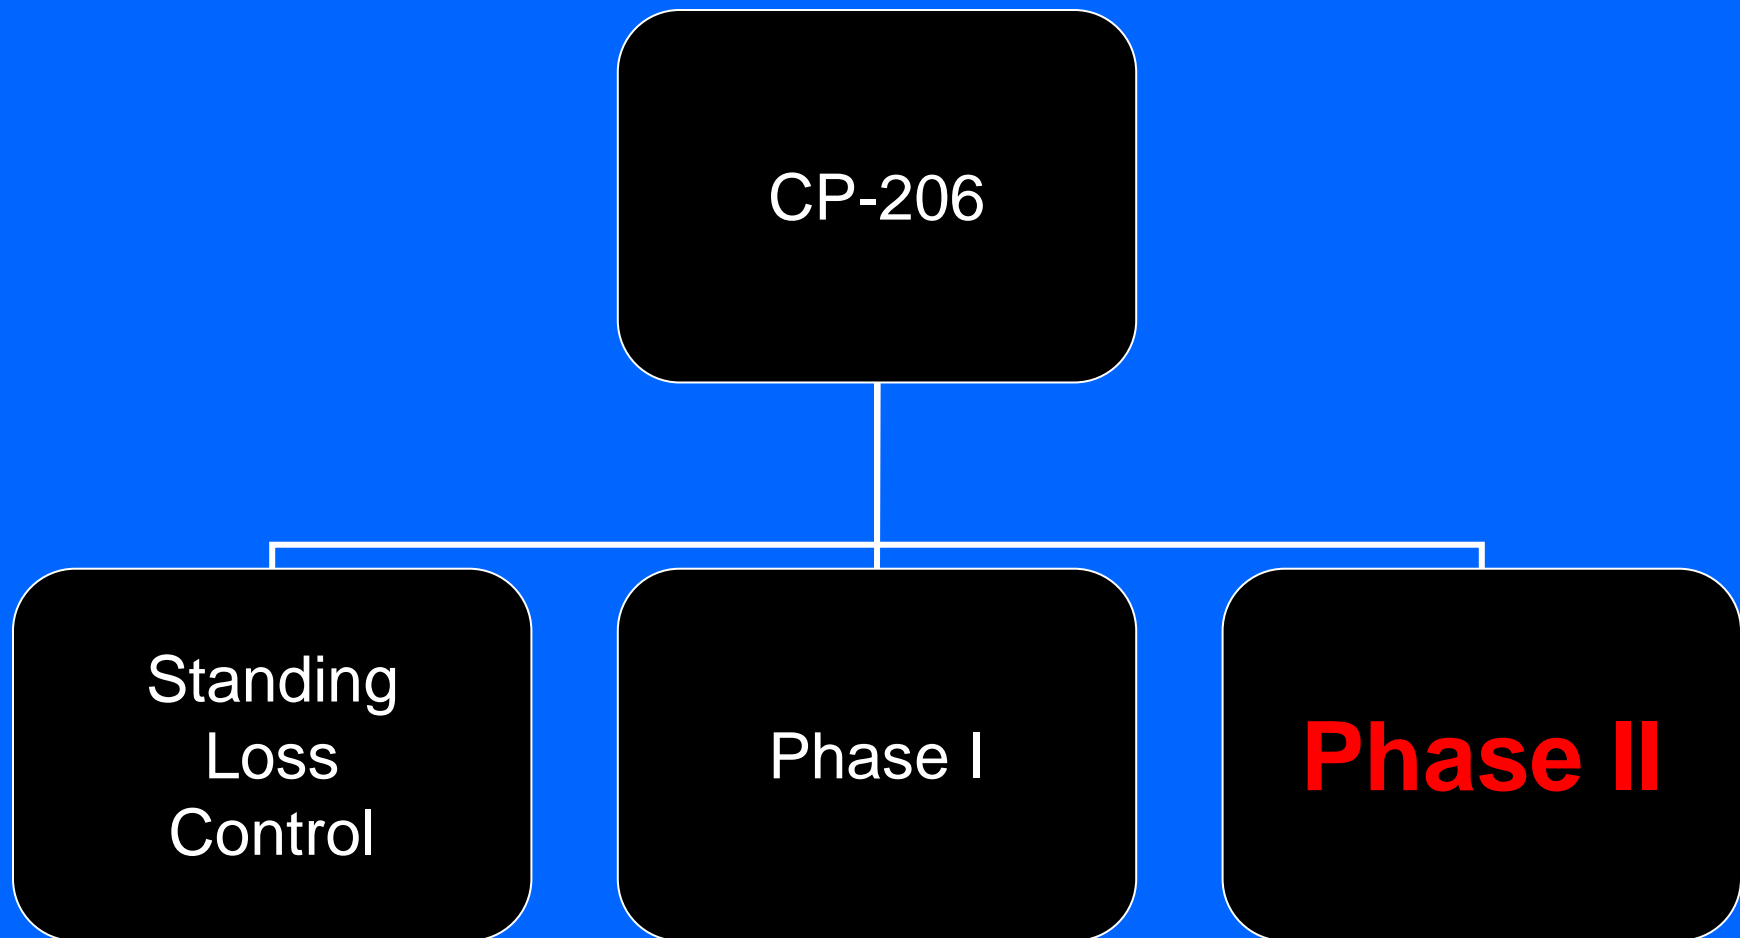 CP-206
Standing
Loss
Control
Phase I
Phase II